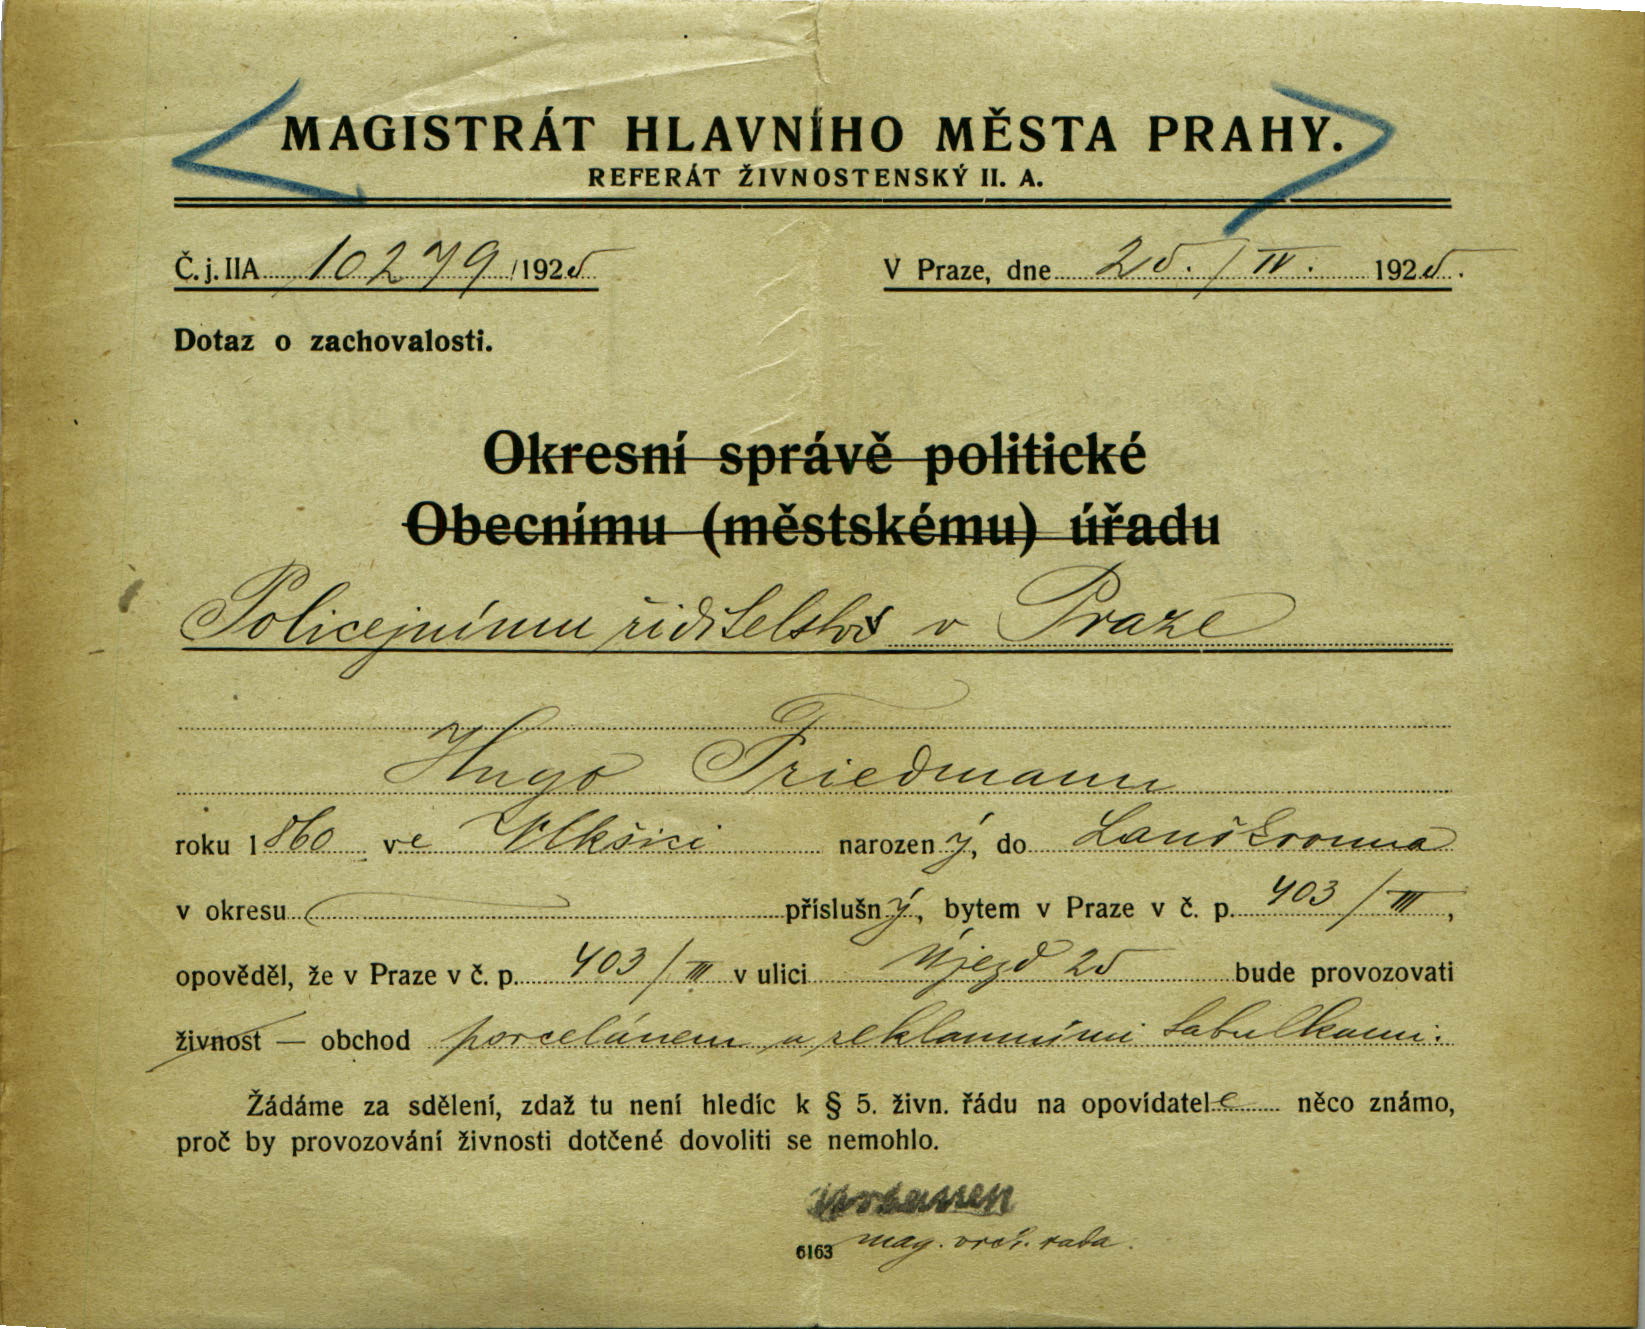 MAGISTRÁT HLAVNÍHO MĚSTA PRAHY.
REFERÁT ŽIVNOSTENSKÝ II. A.
Č. j. IIA 10279 /1925
V Praze, dne 25. / IV. 1925.
Dotaz o zachovalosti.
Okresní správě politické
Obecnímu (městskému) úřadu
Policejnímu ředitelství v Praze
Hugo Friedmann
roku 1860 ve Vlkšici narozený, do Lanškrouna
v okresu příslušný, bytem v Praze v č. p. 403 / III,
opověděl, že v Praze v č. p. 403 / III v ulici Újezd 25 bude provozovati
živnost — obchod porcelánem a reklamními tabulkami.
Žádáme za sdělení, zdaž tu není hledíc k § 5. živn. řádu na opovídatele něco známo,
proč by provozování živnosti dotčené dovoliti se nemohlo.
6163 mag. vrch. rada.